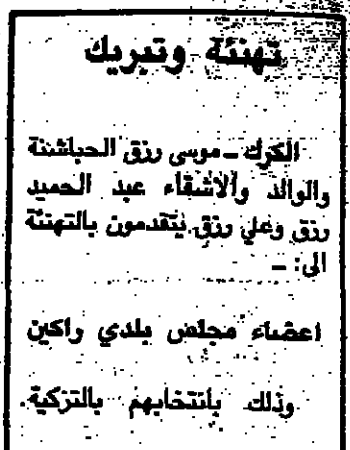 تهنئة وتبريك
الكرك ـ موسى رزق الحباشنة
والوالد والاشقاء عبد الحميد
رزق وعلي رزق يتقدمون بالتهنئة
الى: ـ
اعضاء مجلس بلدي راكين
وذلك بأنتخابهم بالتزكية.